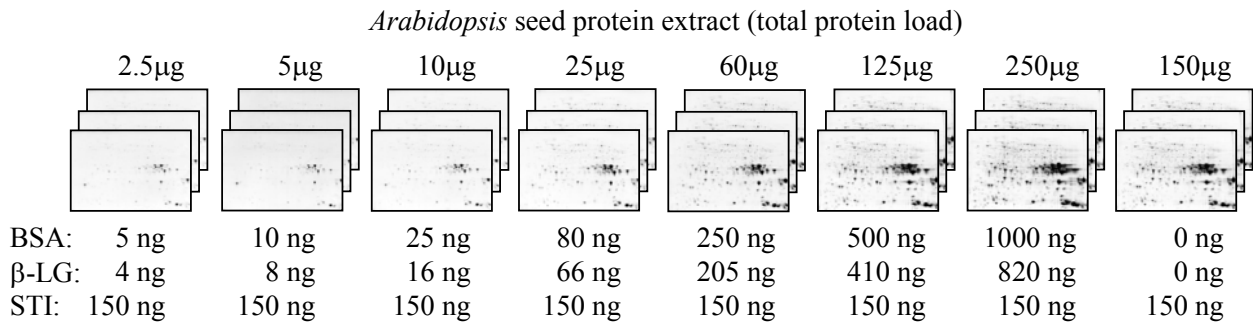 Arabidopsis seed protein extract (total protein load)
2.5μg 5μg 10μg 25μg 60μg 125μg 250μg 150μg
BSA: 5 ng 10 ng 25 ng 80 ng 250 ng 500 ng 1000 ng 0 ng
β-LG: 4 ng 8 ng 16 ng 66 ng 205 ng 410 ng 820 ng 0 ng
STI: 150 ng 150 ng 150 ng 150 ng 150 ng 150 ng 150 ng 150 ng